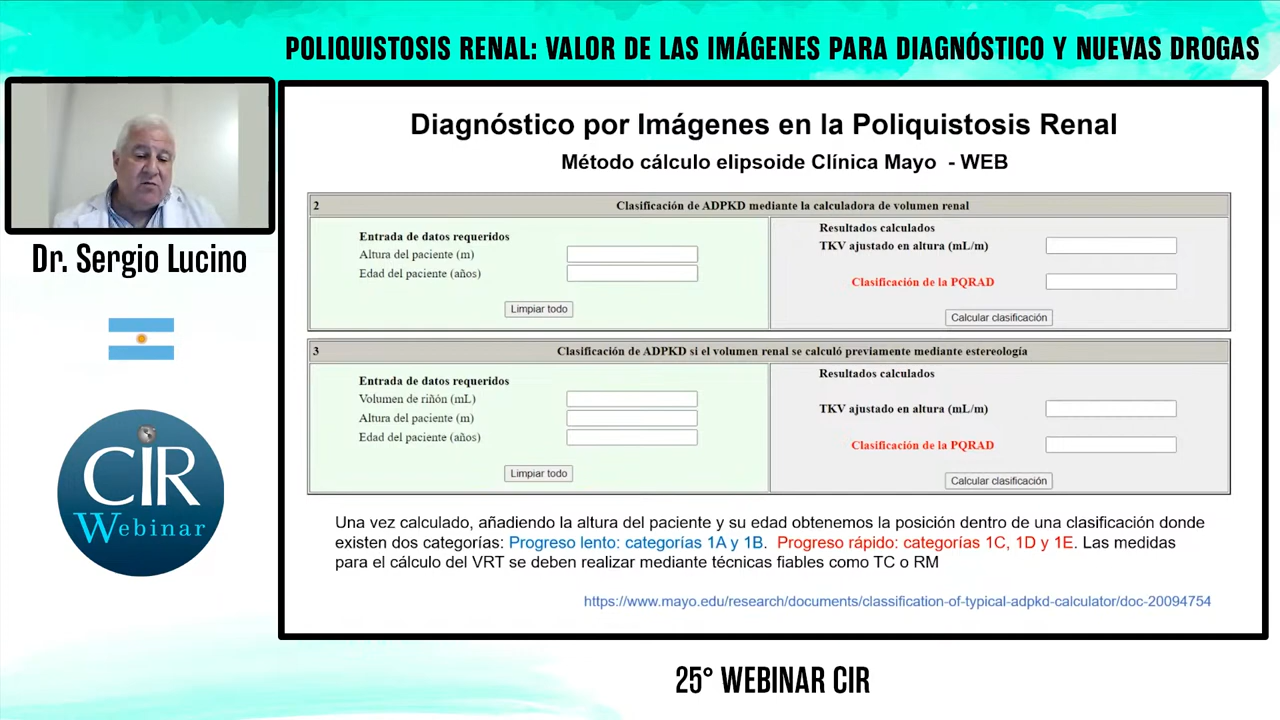 POLIQUISTOSIS RENAL: VALOR DE LAS IMÁGENES PARA DIAGNÓSTICO Y NUEVAS DROGAS
Dr. Sergio Lucino
CIR
Webinar
Diagnóstico por Imágenes en la Poliquistosis Renal
Método cálculo elipsoide Clínica Mayo - WEB
2 Clasificación de ADPKD mediante la calculadora de volumen renal
Entrada de datos requeridos
Altura del paciente (m)
Edad del paciente (años)
Limpiar todo
Resultados calculados
TKV ajustado en altura (mL/m)
Clasificación de la PQRAD
Calcular clasificación
3 Clasificación de ADPKD si el volumen renal se calculó previamente mediante estereología
Entrada de datos requeridos
Volumen de riñón (mL)
Altura del paciente (m)
Edad del paciente (años)
Limpiar todo
Resultados calculados
TKV ajustado en altura (mL/m)
Clasificación de la PQRAD
Calcular clasificación
Una vez calculado, añadiendo la altura del paciente y su edad obtenemos la posición dentro de una clasificación donde
existen dos categorías: Progreso lento: categorías 1A y 1B. Progreso rápido: categorías 1C, 1D y 1E. Las medidas
para el cálculo del VRT se deben realizar mediante técnicas fiables como TC o RM
https://www.mayo.edu/research/documents/classification-of-typical-adpkd-calculator/doc-20094754
25° WEBINAR CIR